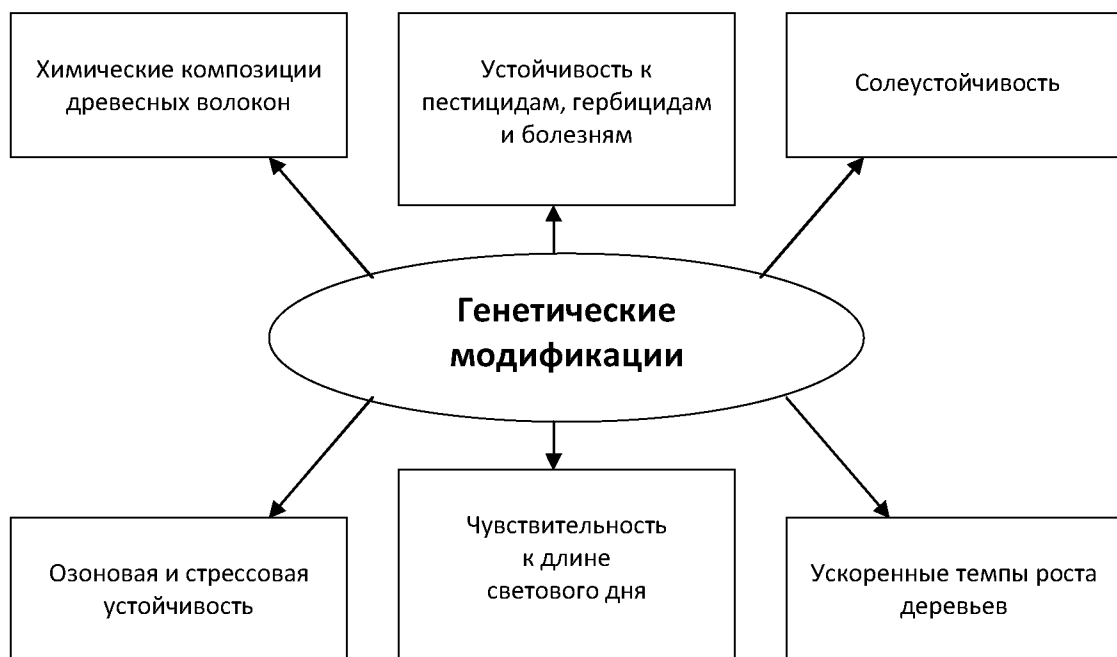 Химические композиции
древесных волокон
Устойчивость к
пестицидам, гербицидам
и болезням
Солеустойчивость
Генетические
модификации
Озоновая и стрессовая
устойчивость
Чувствительность
к длине
светового дня
Ускоренные темпы роста
деревьев